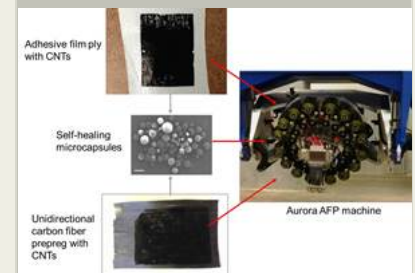 Adhesive film ply
with CNTs
Self-healing
microcapsules
Unidirectional
carbon fiber
prepreg with
CNTs
Aurora AFP machine